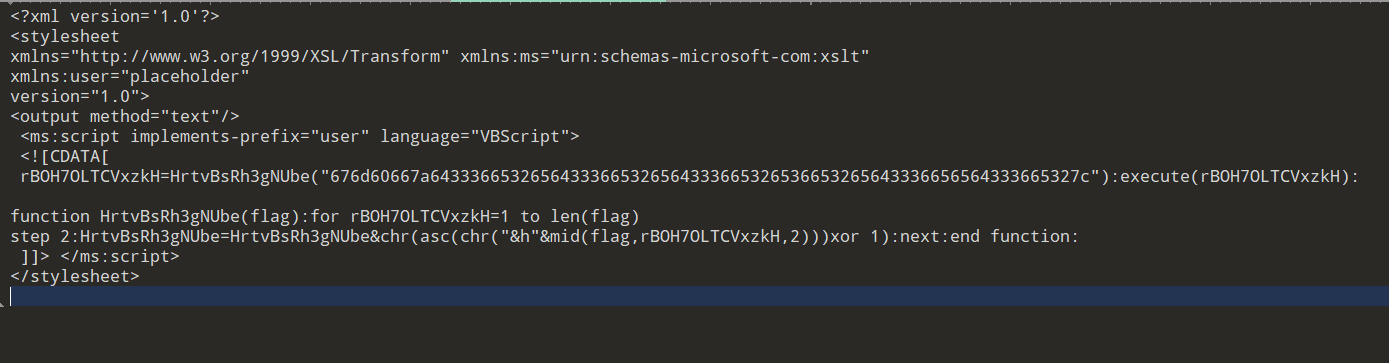 <?xml version='1.0'?>
<stylesheet
xmlns="http://www.w3.org/1999/XSL/Transform" xmlns:ms="urn:schemas-microsoft-com:xslt"
xmlns:user="placeholder"
version="1.0">
<output method="text"/>
<ms:script implements-prefix="user" language="VBScript">
<![CDATA[
rBOH7OLTCVxzkH=HrtvBsRh3gNUbe("676d60667a6433366532656433366532656433366532653665326564333665656433366532​7c"):execute(rBOH7OLTCVxzkH):
function HrtvBsRh3gNUbe(flag):for rBOH7OLTCVxzkH=1 to len(flag)
step 2:HrtvBsRh3gNUbe=HrtvBsRh3gNUbe&chr(asc(chr("&h"&mid(flag,rBOH7OLTCVxzkH,2)))xor 1):next:end function:
]]> </ms:script>
</stylesheet>